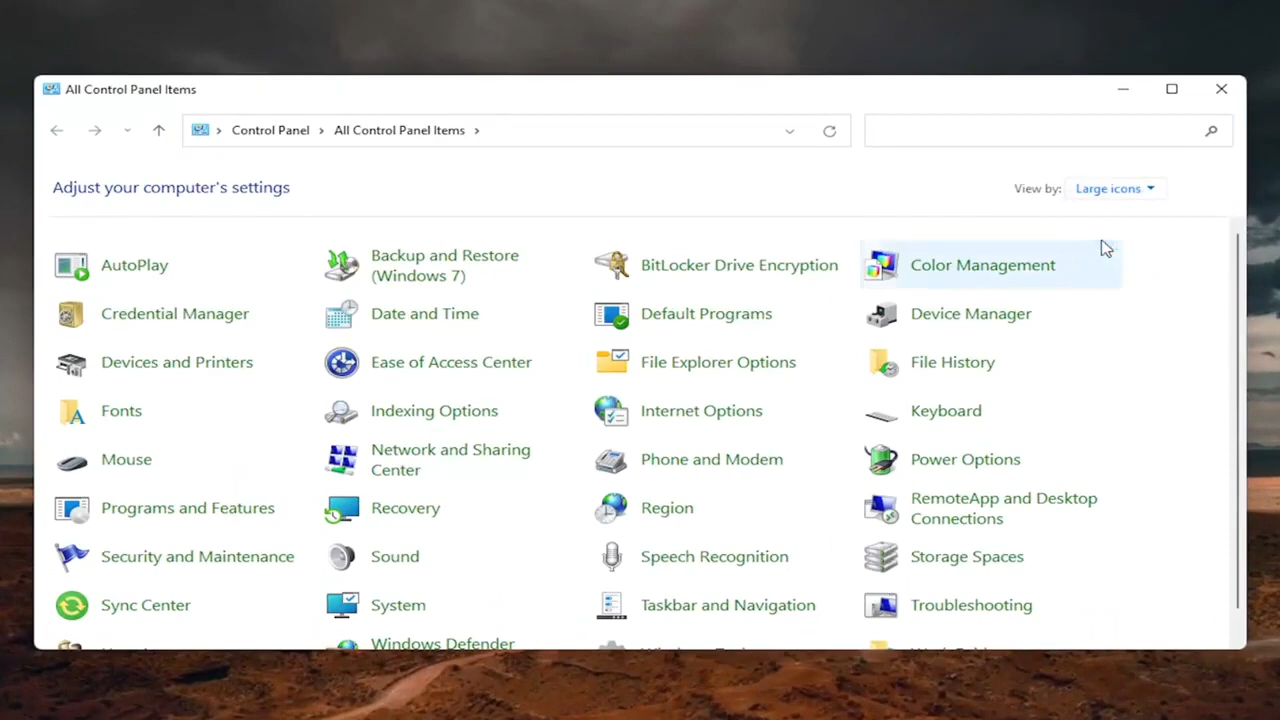 All Control Panel Items
Control Panel
All Control Panel Items
Adjust your computer's settings
View by:
Large icons
AutoPlay
Backup and Restore
(Windows 7)
BitLocker Drive Encryption
Color Management
Credential Manager
Date and Time
Default Programs
Device Manager
Devices and Printers
Ease of Access Center
File Explorer Options
File History
Fonts
Indexing Options
Internet Options
Keyboard
Mouse
Network and Sharing
Center
Phone and Modem
Power Options
Programs and Features
Recovery
Region
RemoteApp and Desktop
Connections
Security and Maintenance
Sound
Speech Recognition
Storage Spaces
Sync Center
System
Taskbar and Navigation
Troubleshooting
Windows Defender